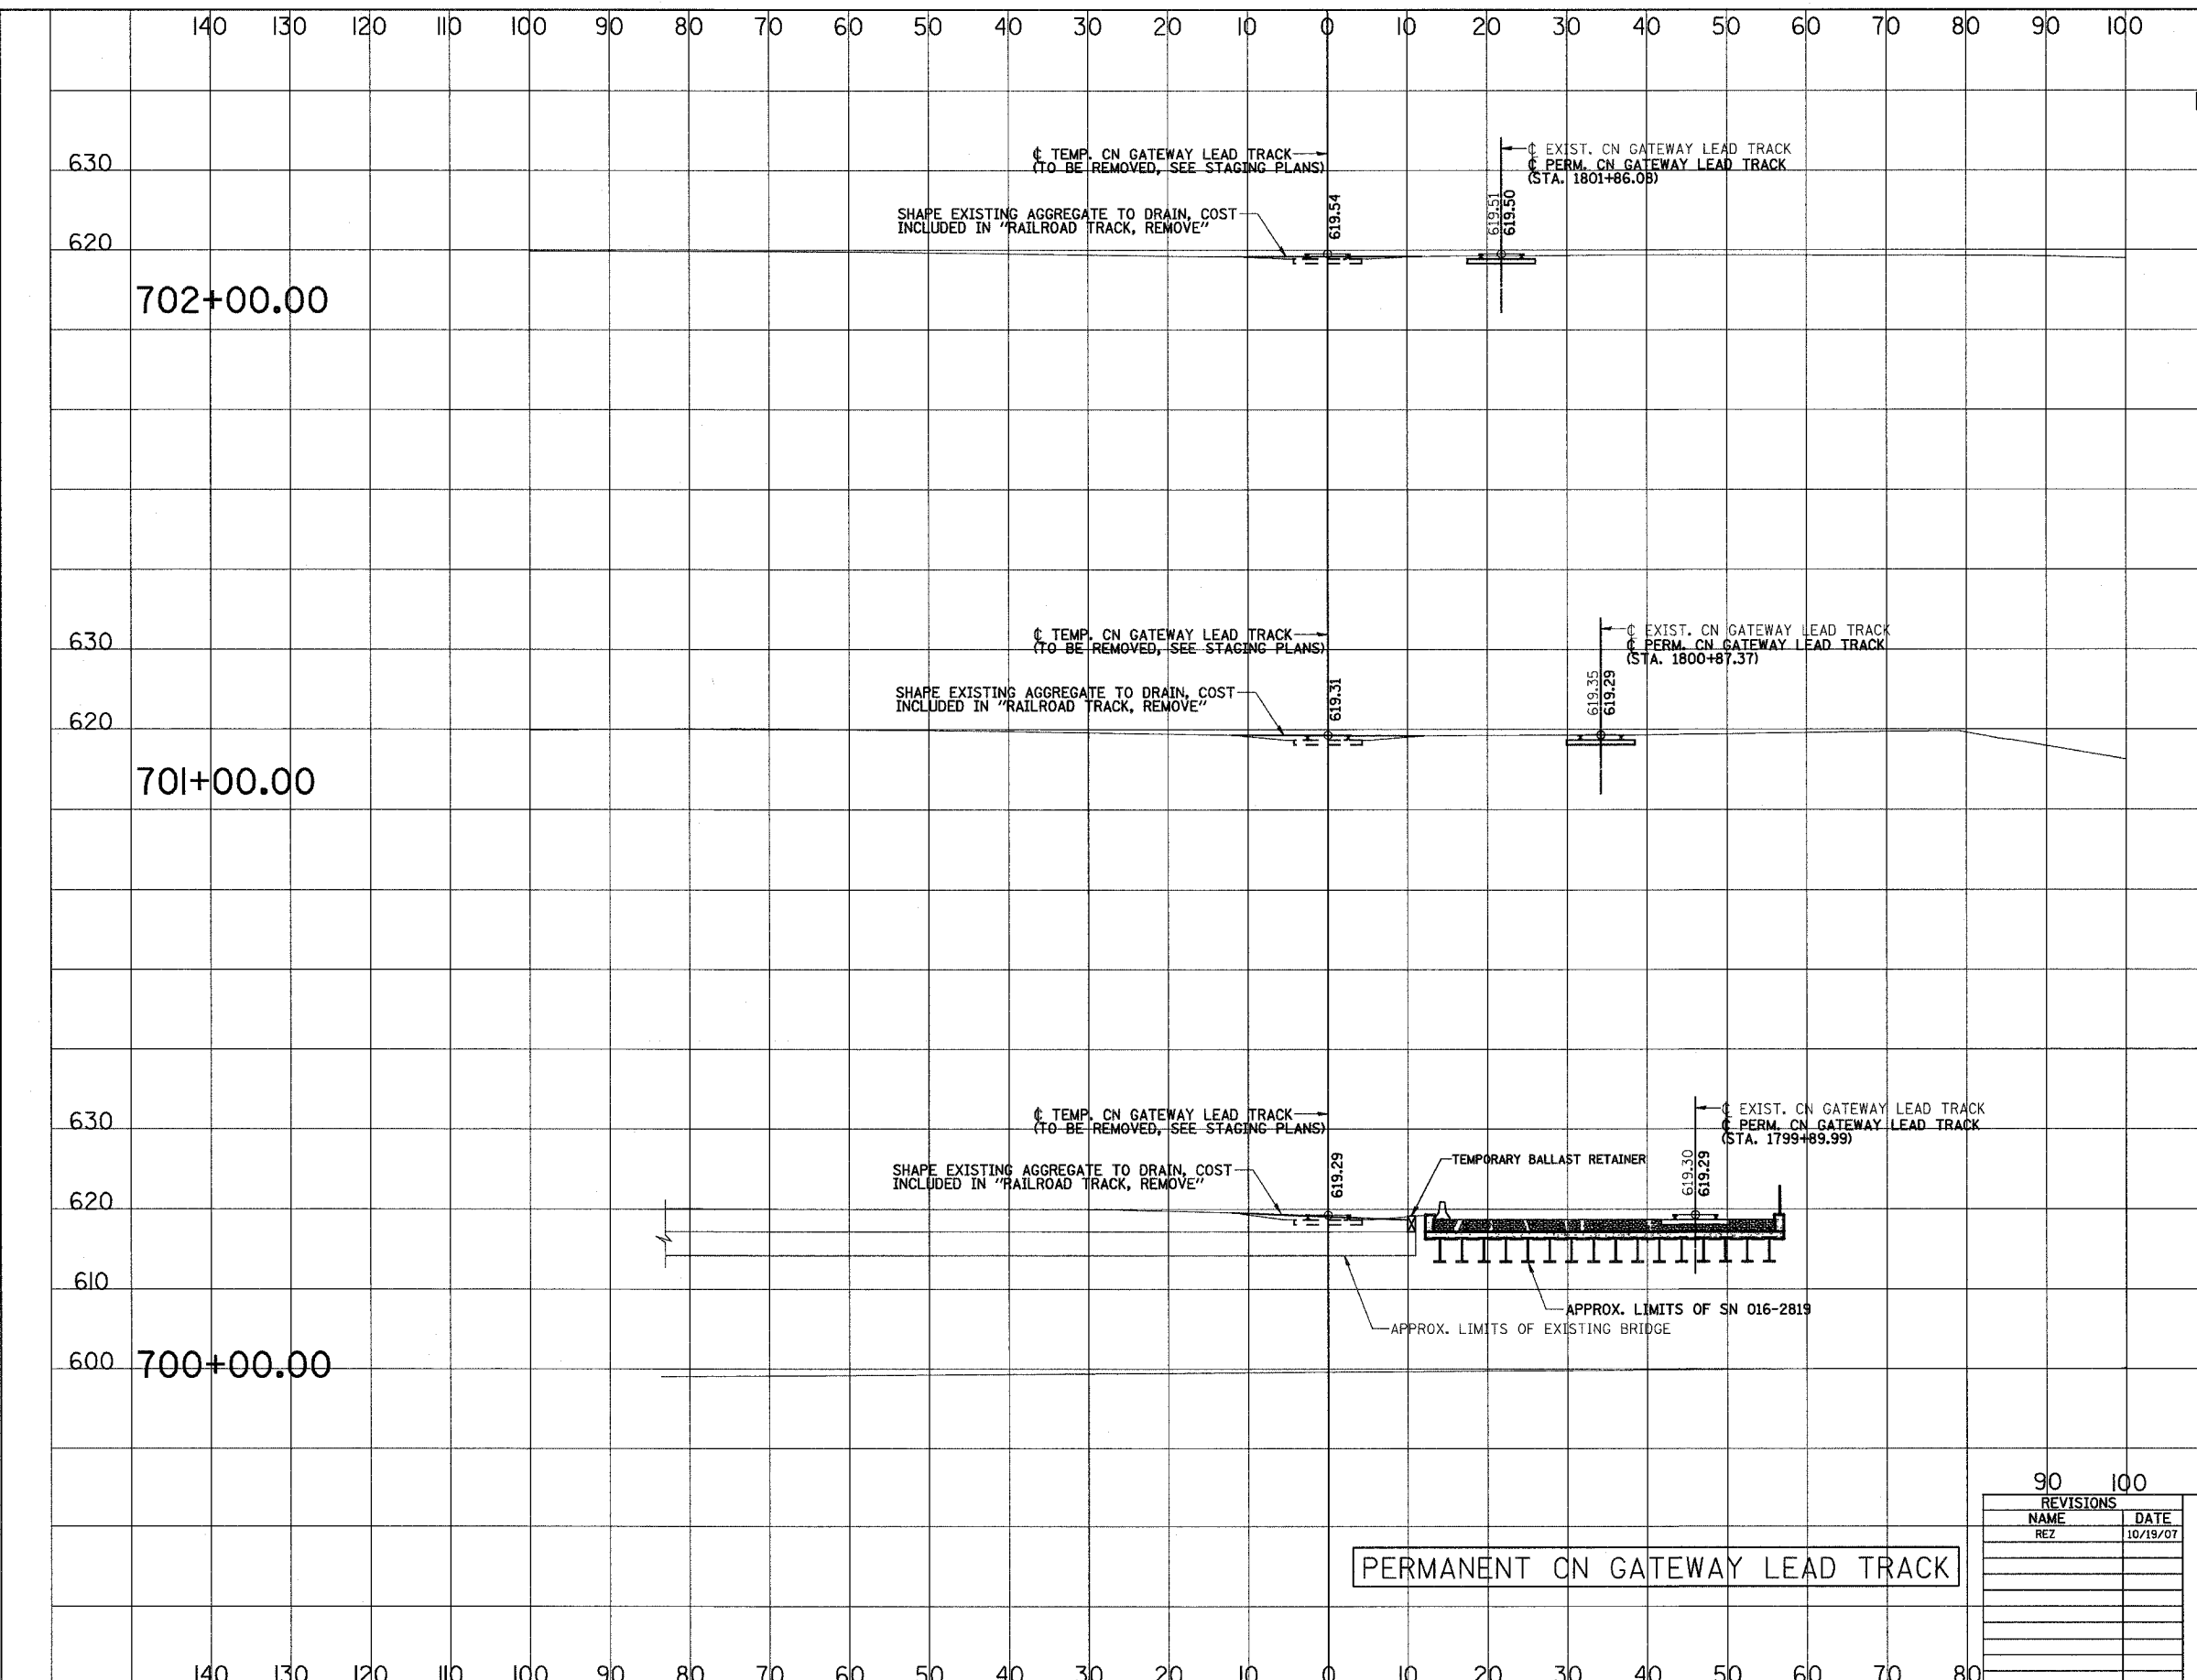 140 130 120 110 100 90 80 70 60 50 40 30 20 10 0 10 20 30 40 50 60 70 80 90 100
℄ TEMP. CN GATEWAY LEAD TRACK
(TO BE REMOVED, SEE STAGING PLANS)
℄ EXIST. CN GATEWAY LEAD TRACK
℄ PERM. CN GATEWAY LEAD TRACK
(STA. 1801+86.08)
630
SHAPE EXISTING AGGREGATE TO DRAIN, COST
INCLUDED IN "RAILROAD TRACK, REMOVE"
619.54
619.51
619.50
620
702+00.00
℄ TEMP. CN GATEWAY LEAD TRACK
(TO BE REMOVED, SEE STAGING PLANS)
℄ EXIST. CN GATEWAY LEAD TRACK
℄ PERM. CN GATEWAY LEAD TRACK
(STA. 1800+87.37)
630
SHAPE EXISTING AGGREGATE TO DRAIN, COST
INCLUDED IN "RAILROAD TRACK, REMOVE"
619.31
619.35
619.29
620
701+00.00
℄ TEMP. CN GATEWAY LEAD TRACK
(TO BE REMOVED, SEE STAGING PLANS)
℄ EXIST. CN GATEWAY LEAD TRACK
℄ PERM. CN GATEWAY LEAD TRACK
(STA. 1799+89.99)
630
SHAPE EXISTING AGGREGATE TO DRAIN, COST
INCLUDED IN "RAILROAD TRACK, REMOVE"
619.29
TEMPORARY BALLAST RETAINER
619.30
619.29
620
610
APPROX. LIMITS OF SN 016-2819
APPROX. LIMITS OF EXISTING BRIDGE
600
700+00.00
90 100
REVISIONS
NAME DATE
REZ 10/19/07
PERMANENT CN GATEWAY LEAD TRACK
140 130 120 110 100 90 80 70 60 50 40 30 20 10 0 10 20 30 40 50 60 70 80